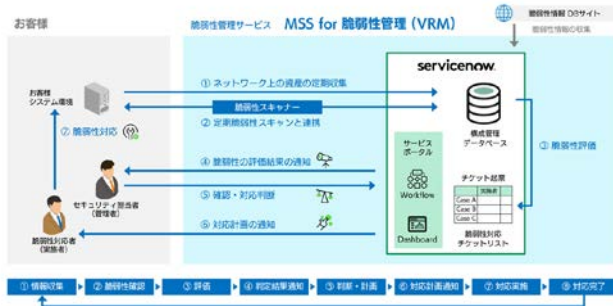 お客様
脆弱性管理サービス MSS for 脆弱性管理 (VRM)
脆弱性情報 DBサイト
脆弱性情報の収集
servicenow.
お客様
システム環境
① ネットワーク上の資産の定期収集
脆弱性スキャナー
② 定期脆弱性スキャンと連携
構成管理
データベース
③ 脆弱性評価
⑦ 脆弱性対応
サービス
ポータル
④ 脆弱性の評価結果の通知
Workflow
チケット起票
実施者
Case A
Case B
Case C
セキュリティ担当者
(管理者)
⑤ 確認・対応判断
⑥ 対応計画の通知
Dashboard
脆弱性対応
チケットリスト
脆弱性対応者
(実施者)
① 情報収集
② 脆弱性確認
③ 評価
④ 判定結果通知
⑤ 判断・計画
⑥ 対応計画通知
⑦ 対応実施
⑧ 対応完了